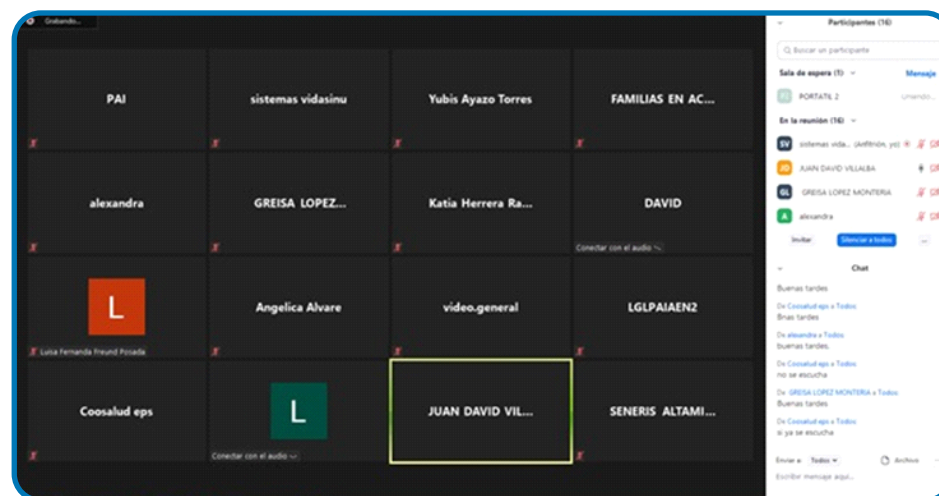 Grabando...
PAI
sistemas vidasinu
Yubis Ayazo Torres
FAMILIAS EN AC...
alexandra
GREISA LOPEZ...
Katia Herrera Ra...
DAVID
Conectar con el audio
L
Luisa Fernanda Freund Posada
Angelica Alvare
video.general
LGLPAIAEN2
Coosalud eps
L
Conectar con el audio
JUAN DAVID VIL...
SENERIS ALTAMI...
Participantes (16)
Buscar un participante
Sala de espera (1)
Mensaje
P2
PORTATIL 2
Uniendo...
En la reunión (16)
SV
sistemas vida... (Anfitrión, yo)
JD
JUAN DAVID VILLALBA
GL
GREISA LOPEZ MONTERIA
A
alexandra
Invitar
Silenciar a todos
...
Chat
Buenas tardes
De Coosalud eps a Todos:
Bnas tardes
De alexandra a Todos:
buenas tardes.
De Coosalud eps a Todos:
no se escucha
De GREISA LOPEZ MONTERIA a Todos:
Buenas tardes
De Coosalud eps a Todos:
si ya se escucha
Enviar a: Todos
Archivo
Escribir mensaje aquí...